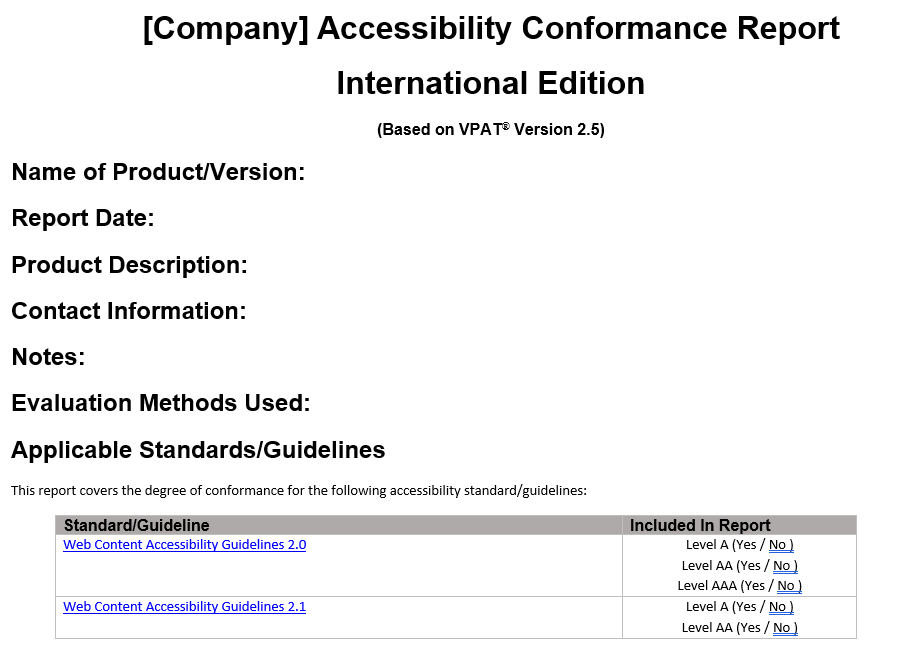 [Company] Accessibility Conformance Report
International Edition
(Based on VPAT® Version 2.5)
Name of Product/Version:
Report Date:
Product Description:
Contact Information:
Notes:
Evaluation Methods Used:
Applicable Standards/Guidelines
This report covers the degree of conformance for the following accessibility standard/guidelines:
Standard/Guideline Included In Report
Web Content Accessibility Guidelines 2.0 Level A (Yes / No )
Level AA (Yes / No )
Level AAA (Yes / No )
Web Content Accessibility Guidelines 2.1 Level A (Yes / No )
Level AA (Yes / No )